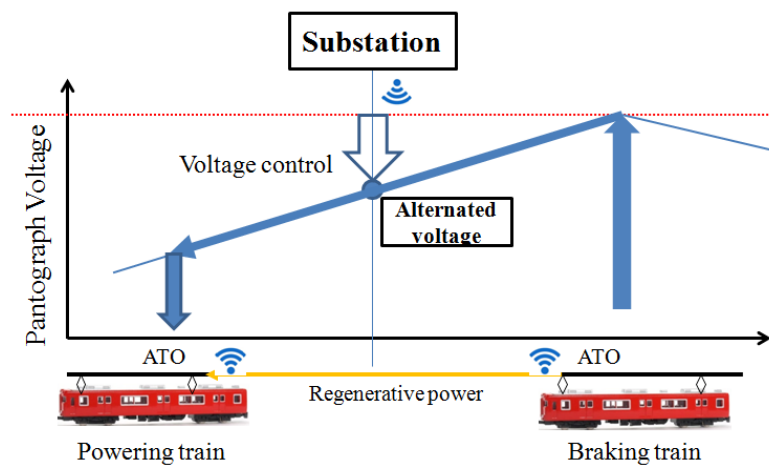 Substation
Voltage control
Alternated
voltage
Pantograph Voltage
ATO
ATO
Regenerative power
Powering train
Braking train